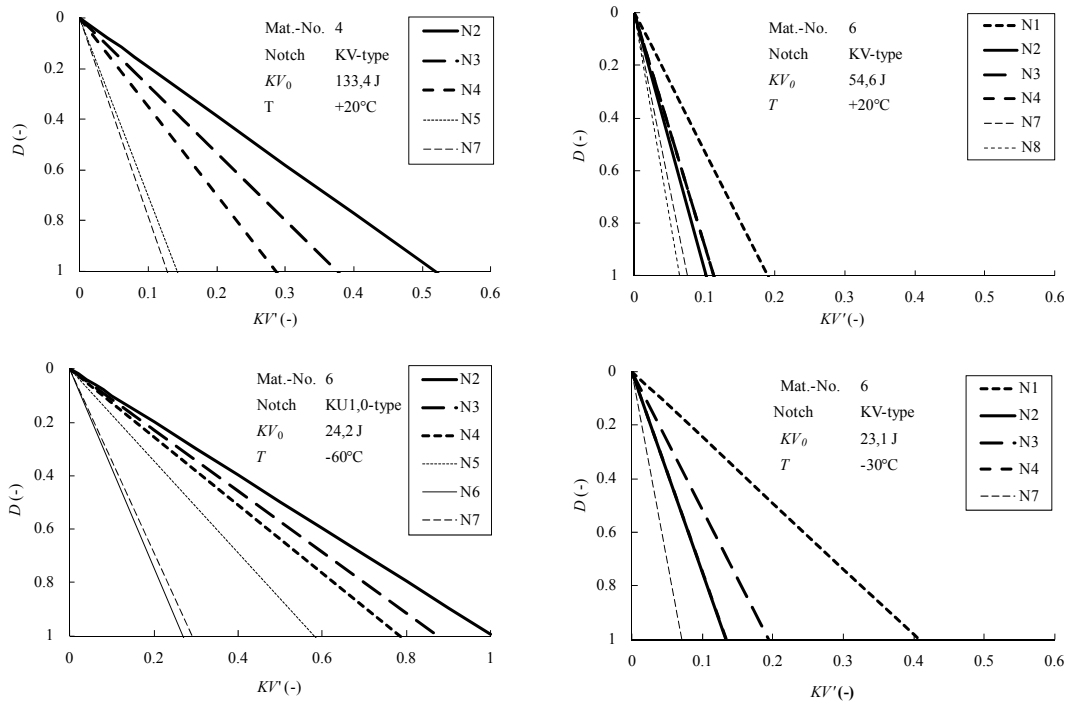 Mat.-No. 4
Notch KV-type
KV0 133,4 J
T +20°C
N2
N3
N4
N5
N7
0
0.2
0.4
0.6
0.8
1
D (-)
0 0.1 0.2 0.3 0.4 0.5 0.6
KV' (-)
Mat.-No. 6
Notch KV-type
KV0 54,6 J
T +20°C
N1
N2
N3
N4
N7
N8
0
0.2
0.4
0.6
0.8
1
D (-)
0 0.1 0.2 0.3 0.4 0.5 0.6
KV' (-)
Mat.-No. 6
Notch KU1,0-type
KV0 24,2 J
T -60°C
N2
N3
N4
N5
N6
N7
0
0.2
0.4
0.6
0.8
1
D (-)
0 0.2 0.4 0.6 0.8 1
KV' (-)
Mat.-No. 6
Notch KV-type
KV0 23,1 J
T -30°C
N1
N2
N3
N4
N7
0
0.2
0.4
0.6
0.8
1
D (-)
0 0.1 0.2 0.3 0.4 0.5 0.6
KV' (-)